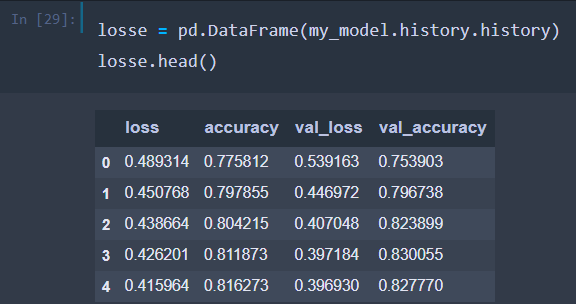 In [29]:
losse = pd.DataFrame(my_model.history.history)
losse.head()
loss accuracy val_loss val_accuracy
0 0.489314 0.775812 0.539163 0.753903
1 0.450768 0.797855 0.446972 0.796738
2 0.438664 0.804215 0.407048 0.823899
3 0.426201 0.811873 0.397184 0.830055
4 0.415964 0.816273 0.396930 0.827770